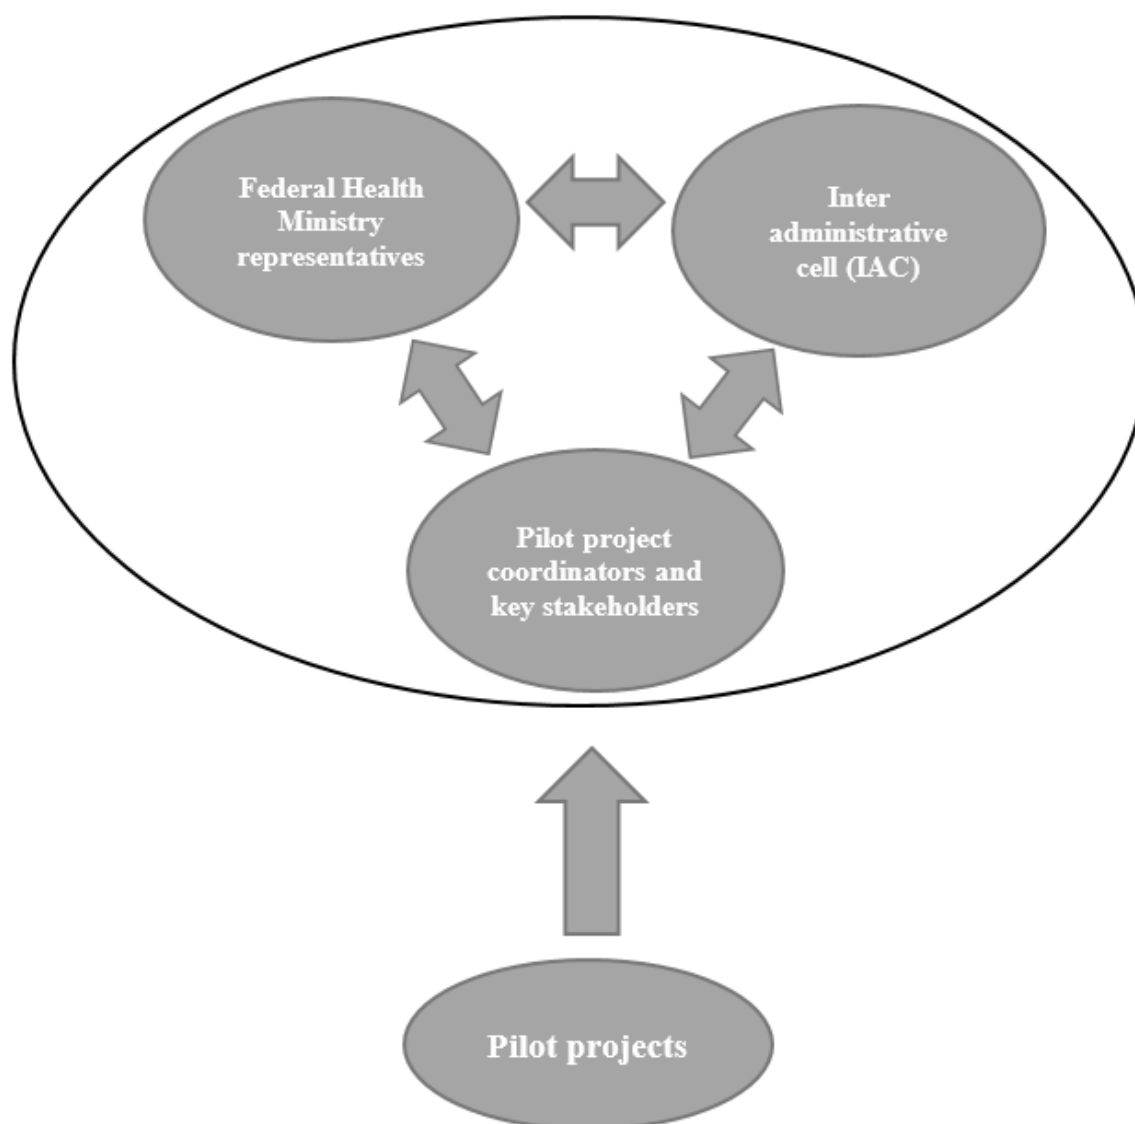 Federal Health
Ministry
representatives
Inter
administrative
cell (IAC)
Pilot project
coordinators and
key stakeholders
Pilot projects